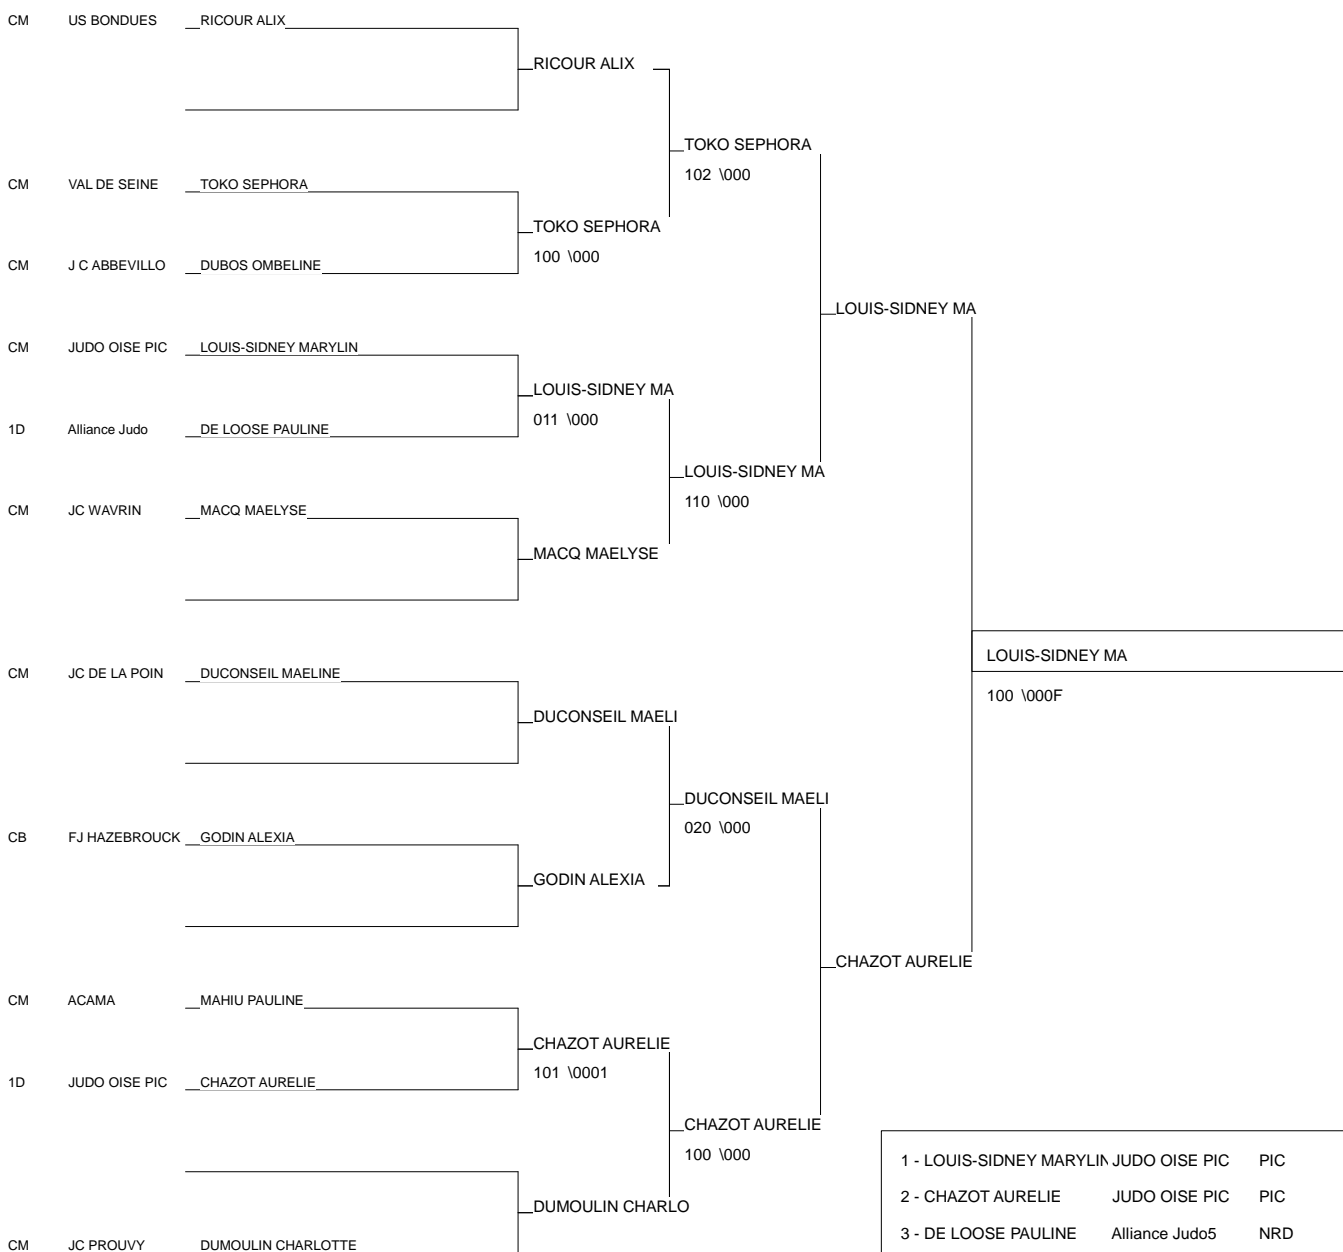 CM US BONDUES RICOUR ALIX
RICOUR ALIX
TOKO SEPHORA
102 \000
CM VAL DE SEINE TOKO SEPHORA
TOKO SEPHORA
100 \000
CM J C ABBEVILLO DUBOS OMBELINE
LOUIS-SIDNEY MA
CM JUDO OISE PIC LOUIS-SIDNEY MARYLIN
LOUIS-SIDNEY MA
011 \000
1D Alliance Judo DE LOOSE PAULINE
LOUIS-SIDNEY MA
110 \000
CM JC WAVRIN MACQ MAELYSE
MACQ MAELYSE
LOUIS-SIDNEY MA
100 \000F
CM JC DE LA POIN DUCONSEIL MAELINE
DUCONSEIL MAELI
DUCONSEIL MAELI
020 \000
CB FJ HAZEBROUCK GODIN ALEXIA
GODIN ALEXIA
CHAZOT AURELIE
CM ACAMA MAHIU PAULINE
CHAZOT AURELIE
101 \0001
1D JUDO OISE PIC CHAZOT AURELIE
CHAZOT AURELIE
100 \000
1 - LOUIS-SIDNEY MARYLIN JUDO OISE PIC PIC
2 - CHAZOT AURELIE JUDO OISE PIC PIC
DUMOULIN CHARLO
3 - DE LOOSE PAULINE Alliance Judo5 NRD
CM JC PROUVY DUMOULIN CHARLOTTE